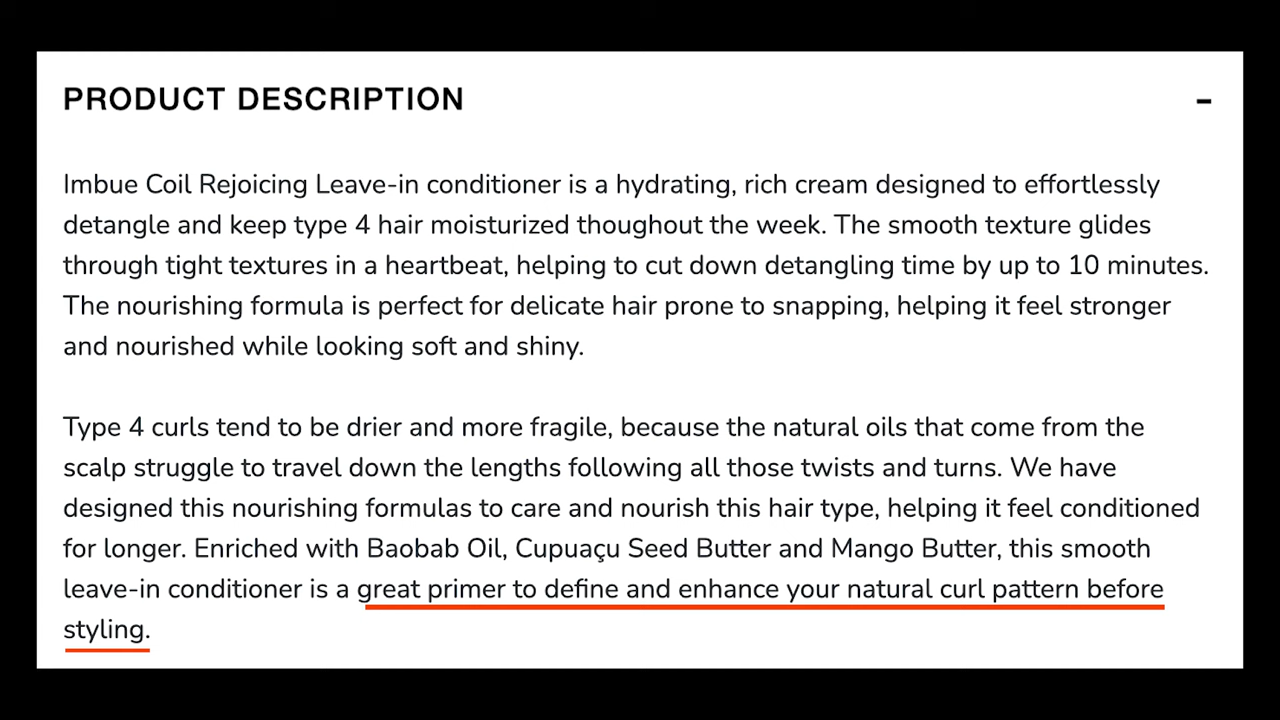 PRODUCT DESCRIPTION -
Imbue Coil Rejoicing Leave-in conditioner is a hydrating, rich cream designed to effortlessly
detangle and keep type 4 hair moisturized thoughout the week. The smooth texture glides
through tight textures in a heartbeat, helping to cut down detangling time by up to 10 minutes.
The nourishing formula is perfect for delicate hair prone to snapping, helping it feel stronger
and nourished while looking soft and shiny.
Type 4 curls tend to be drier and more fragile, because the natural oils that come from the
scalp struggle to travel down the lengths following all those twists and turns. We have
designed this nourishing formulas to care and nourish this hair type, helping it feel conditioned
for longer. Enriched with Baobab Oil, Cupuaçu Seed Butter and Mango Butter, this smooth
leave-in conditioner is a great primer to define and enhance your natural curl pattern before
styling.